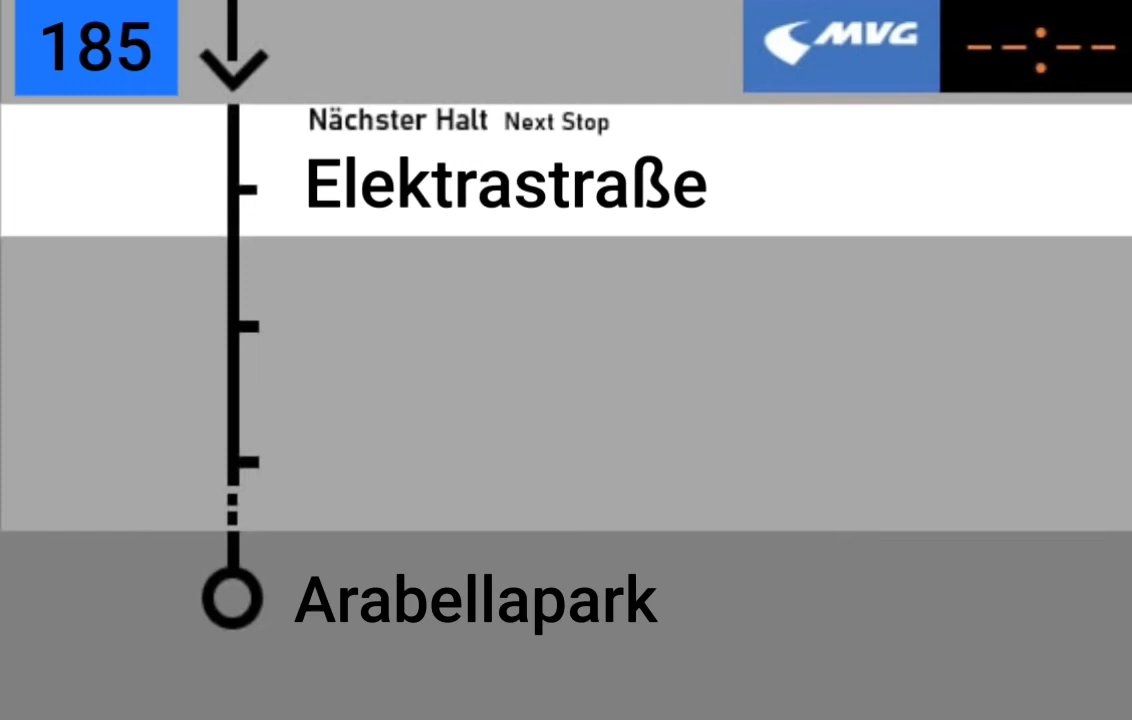 185
MVG
--:--
Nächster Halt Next Stop
Elektrastraße
Arabellapark